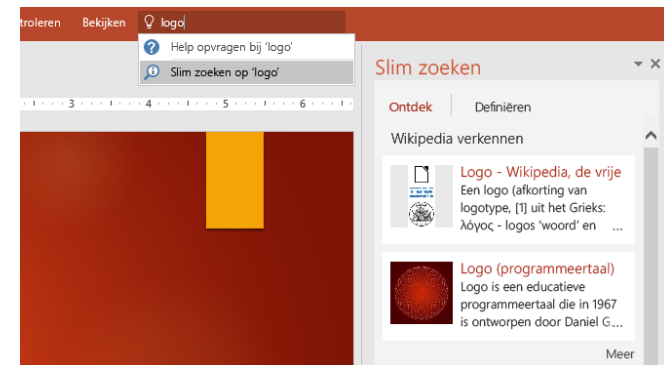 troleren Bekijken logo
Help opvragen bij 'logo'
Slim zoeken op 'logo'
3 4 5 6
Slim zoeken
Ontdek Definiëren
Wikipedia verkennen
Logo - Wikipedia, de vrije
Een logo (afkorting van
logotype, [1] uit het Grieks:
λόγος - logos 'woord' en ...
IBM
Logo (programmeertaal)
Logo is een educatieve
programmeertaal die in 1967
is ontworpen door Daniel G...
Meer